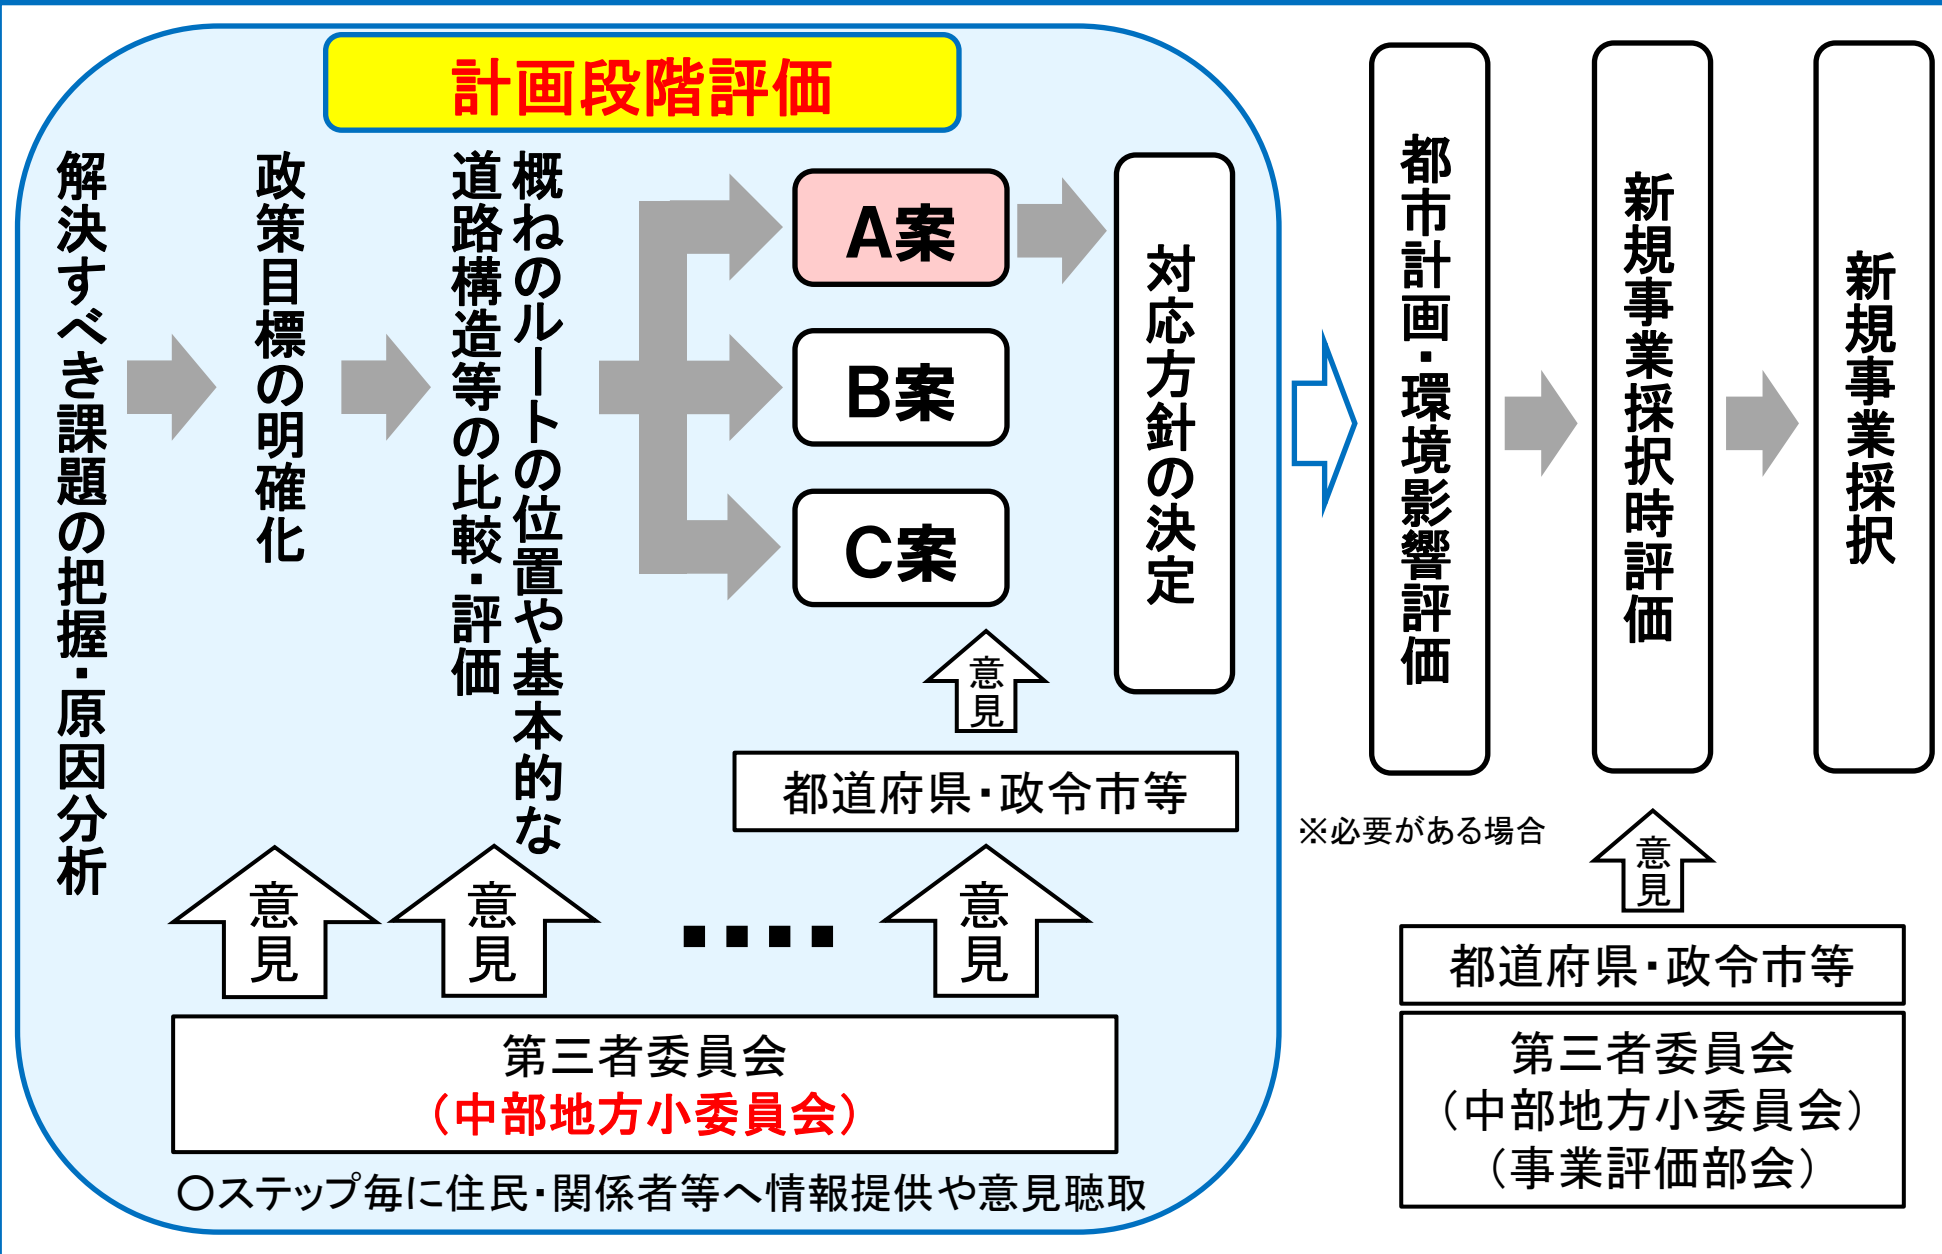 計画段階評価
解決すべき課題の把握・原因分析
政策目標の明確化
概ねのルートの位置や基本的な
道路構造等の比較・評価
A案
B案
C案
対応方針の決定
意見
都道府県・政令市等
意見
意見
・・・・
意見
第三者委員会
（中部地方小委員会）
○ステップ毎に住民・関係者等へ情報提供や意見聴取
都市計画・環境影響評価
※必要がある場合
新規事業採択時評価
新規事業採択
意見
都道府県・政令市等
第三者委員会
（中部地方小委員会）
（事業評価部会）